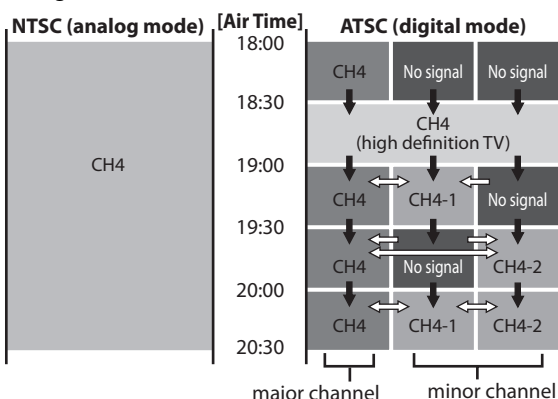 NTSC (analog mode) [Air Time] ATSC (digital mode)
18:00
CH4 No signal No signal
18:30
CH4
(high definition TV)
19:00
CH4
CH4 CH4-1 No signal
19:30
CH4 No signal CH4-2
20:00
CH4 CH4-1 CH4-2
20:30
major channel minor channel